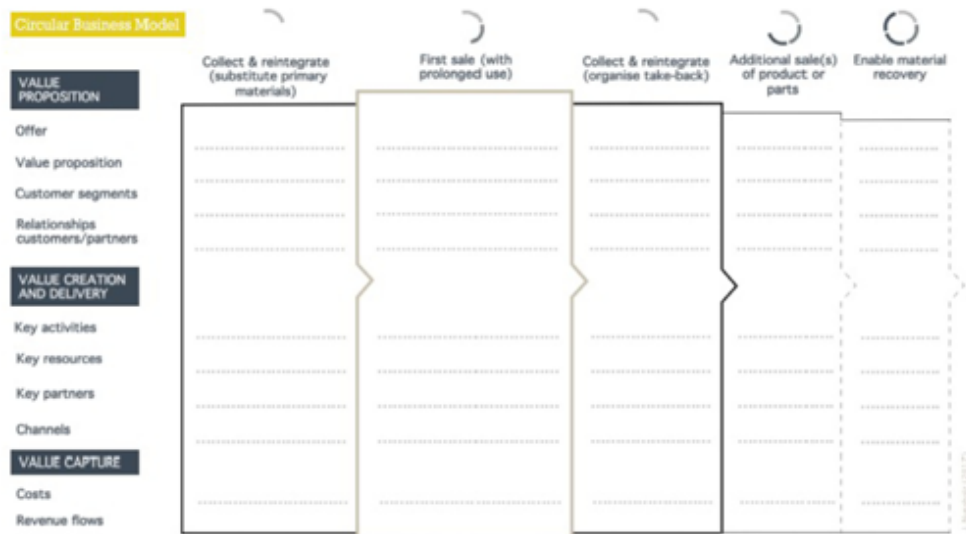 Circular Business Model
Collect & reintegrate
(substitute primary
materials)
First sale (with
prolonged use)
Collect & reintegrate
(organise take-back)
Additional sale(s)
of product or
parts
Enable material
recovery
VALUE
PROPOSITION
Offer
Value proposition
Customer segments
Relationships
customers/partners
VALUE CREATION
AND DELIVERY
Key activities
Key resources
Key partners
Channels
VALUE CAPTURE
Costs
Revenue flows